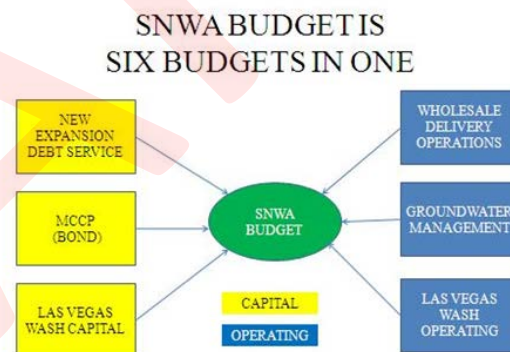 SNWA BUDGET IS
SIX BUDGETS IN ONE
NEW
EXPANSION
DEBT SERVICE
MCCP
(BOND)
LAS VEGAS
WASH CAPITAL
SNWA
BUDGET
CAPITAL
OPERATING
WHOLESALE
DELIVERY
OPERATIONS
GROUNDWATER
MANAGEMENT
LAS VEGAS
WASH
OPERATING